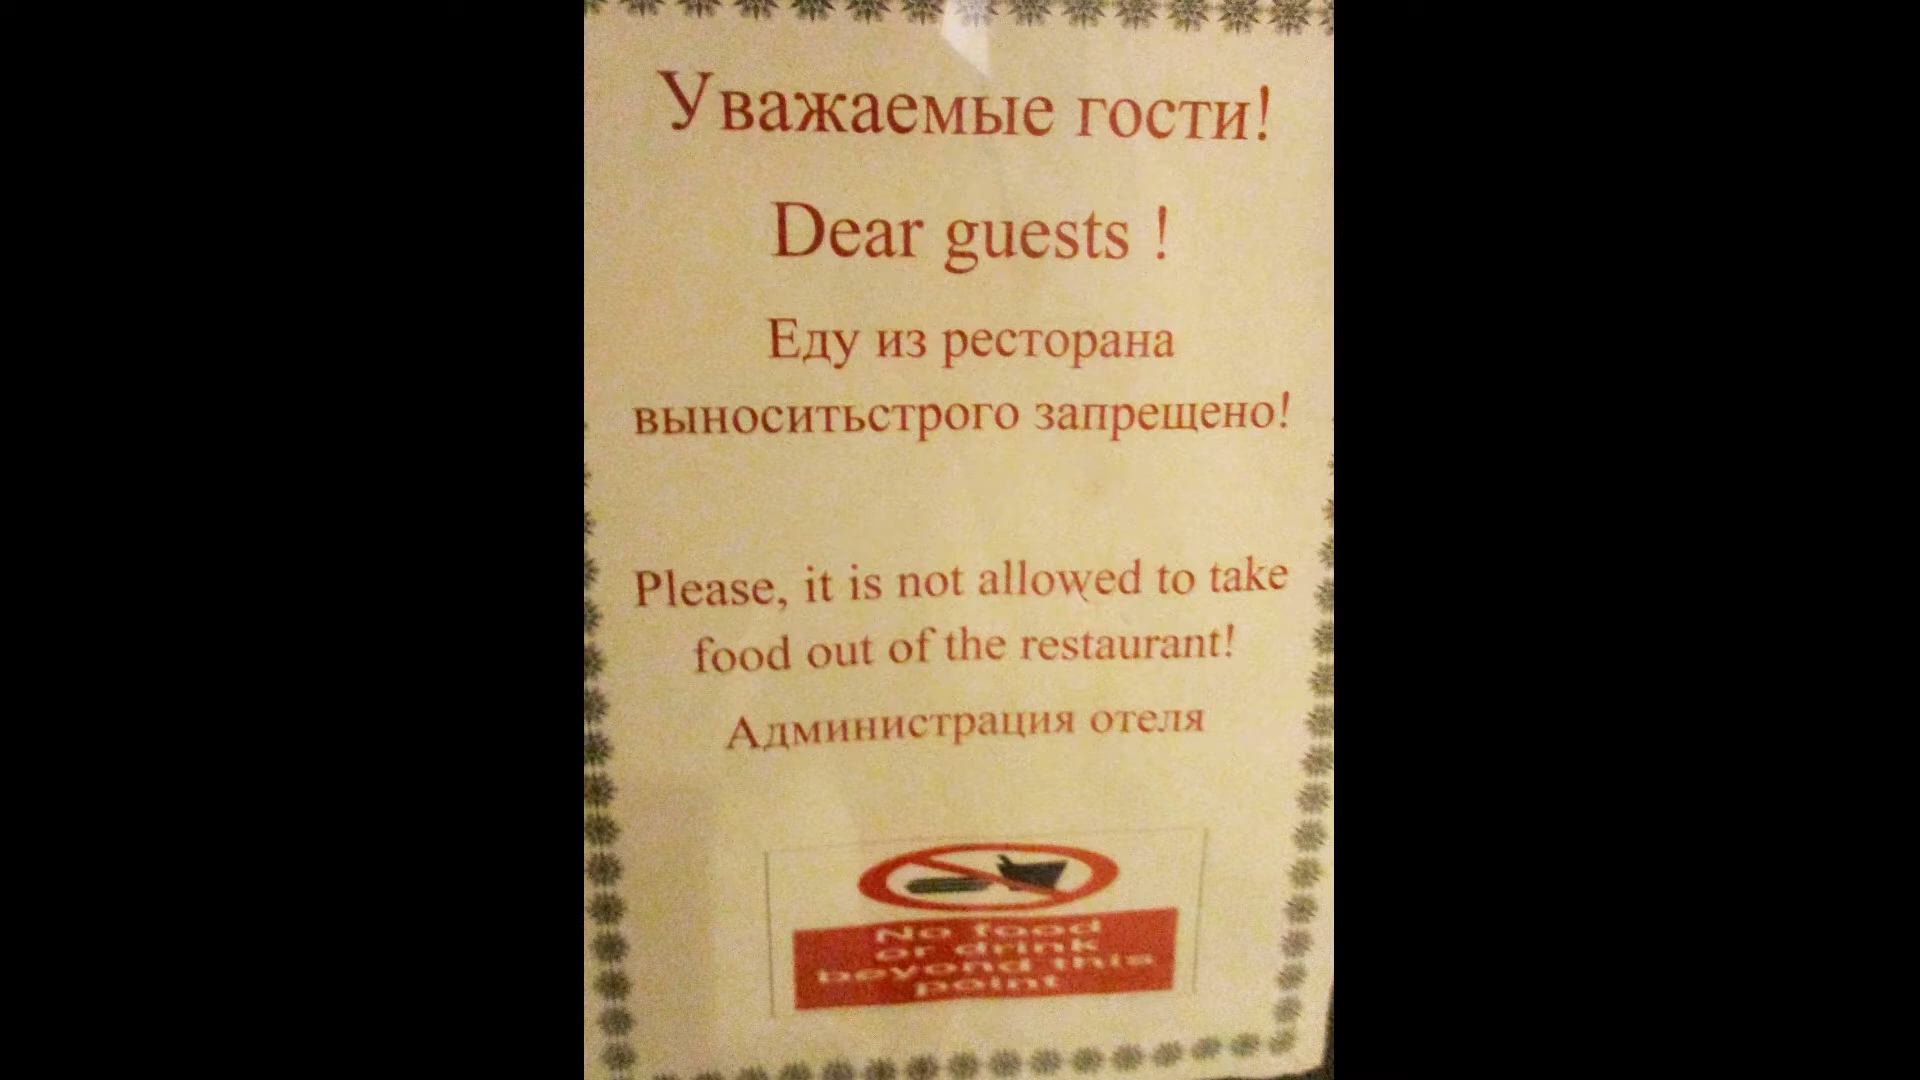 Уважаемые гости!
Dear guests !
Еду из ресторана
выноситьстрого запрещено!
Please, it is not allowed to take
food out of the restaurant!
Администрация отеля
No food
or drink
beyond this
point